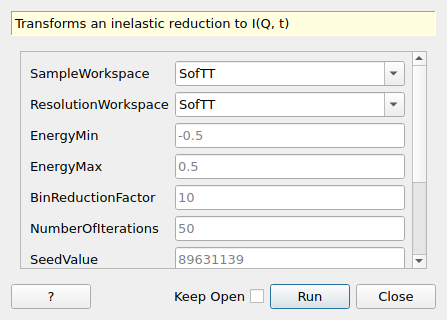 Transforms an inelastic reduction to I(Q, t)
SampleWorkspace SofTT
ResolutionWorkspace SofTT
EnergyMin -0.5
EnergyMax 0.5
BinReductionFactor 10
NumberOfIterations 50
SeedValue 89631139
? Keep Open Run Close